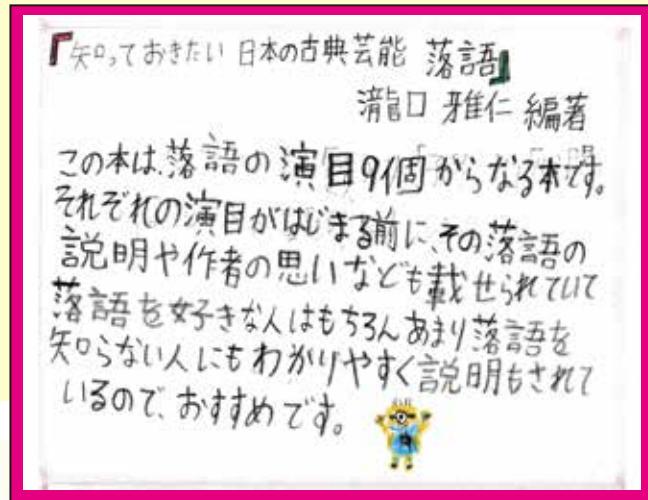 『知っておきたい 日本の古典芸能 落語』
瀧口 雅仁 編著
この本は、落語の演目9個からなる本です。
それぞれの演目がはじまる前に、その落語の
説明や作者の思いなども載せられていて
落語を好きな人はもちろんあまり落語を
知らない人にもわかりやすく説明もされて
いるので、おすすめです。